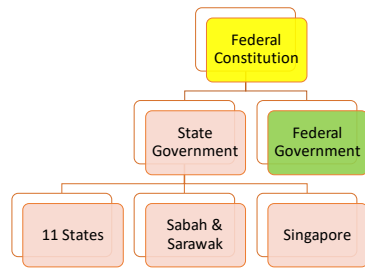 Federal
Constitution
State
Government
Federal
Government
11 States
Sabah &
Sarawak
Singapore